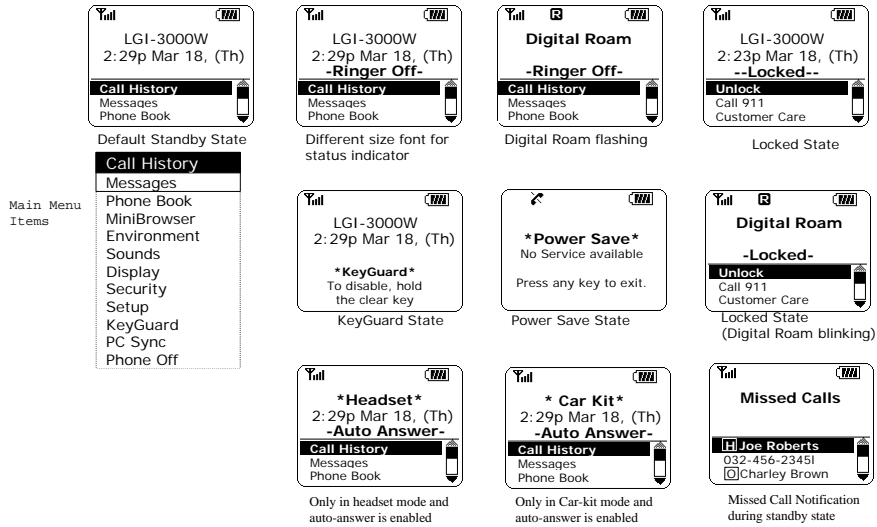 LGI-3000W
2:29p Mar 18, (Th)
Call History
Messages
Phone Book
Default Standby State
LGI-3000W
2:29p Mar 18, (Th)
-Ringer Off-
Call History
Messages
Phone Book
Different size font for
status indicator
R
Digital Roam
-Ringer Off-
Call History
Messages
Phone Book
Digital Roam flashing
LGI-3000W
2:23p Mar 18, (Th)
--Locked--
Unlock
Call 911
Customer Care
Locked State
Main Menu
Items
Call History
Messages
Phone Book
MiniBrowser
Environment
Sounds
Display
Security
Setup
KeyGuard
PC Sync
Phone Off
LGI-3000W
2:29p Mar 18, (Th)
*KeyGuard*
To disable, hold
the clear key
KeyGuard State
*Power Save*
No Service available
Press any key to exit.
Power Save State
R
Digital Roam
-Locked-
Unlock
Call 911
Customer Care
Locked State
(Digital Roam blinking)
*Headset*
2:29p Mar 18, (Th)
-Auto Answer-
Call History
Messages
Phone Book
Only in headset mode and
auto-answer is enabled
* Car Kit*
2:29p Mar 18, (Th)
-Auto Answer-
Call History
Messages
Phone Book
Only in Car-kit mode and
auto-answer is enabled
Missed Calls
H Joe Roberts
032-456-2345l
O Charley Brown
Missed Call Notification
during standby state